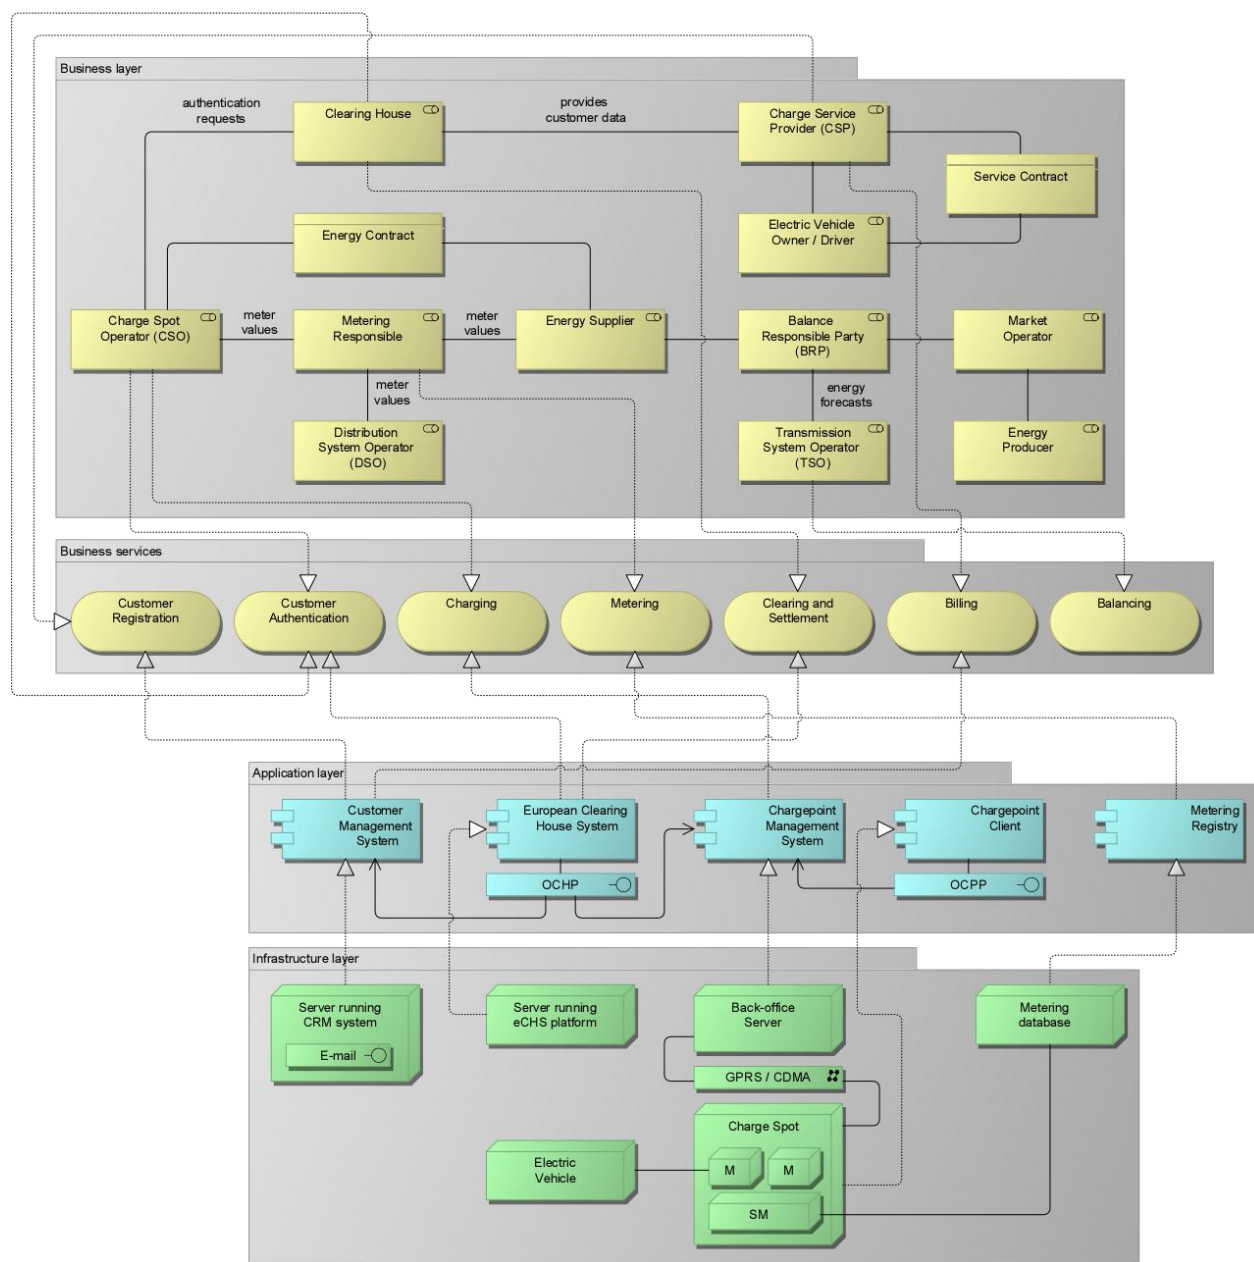 Business layer
authentication
requests
Clearing House
provides
customer data
Charge Service
Provider (CSP)
Service Contract
Energy Contract
Electric Vehicle
Owner / Driver
Charge Spot
Operator (CSO)
meter
values
Metering
Responsible
meter
values
Energy Supplier
Balance
Responsible Party
(BRP)
Market
Operator
meter
values
energy
forecasts
Distribution
System Operator
(DSO)
Transmission
System Operator
(TSO)
Energy
Producer
Business services
Customer
Registration
Customer
Authentication
Charging
Metering
Clearing and
Settlement
Billing
Balancing
Application layer
Customer
Management
System
European Clearing
House System
Chargepoint
Management
System
Chargepoint
Client
Metering
Registry
OCHP
OCPP
Infrastructure layer
Server running
CRM system
E-mail
Server running
eCHS platform
Back-office
Server
Metering
database
GPRS / CDMA
Charge Spot
Electric
Vehicle
M
M
SM